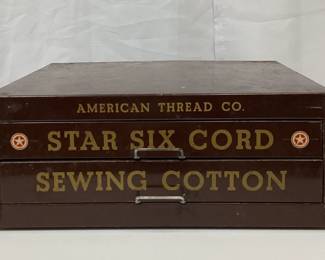 AMERICAN THREAD CO.
STAR SIX CORD
SEWING COTTON